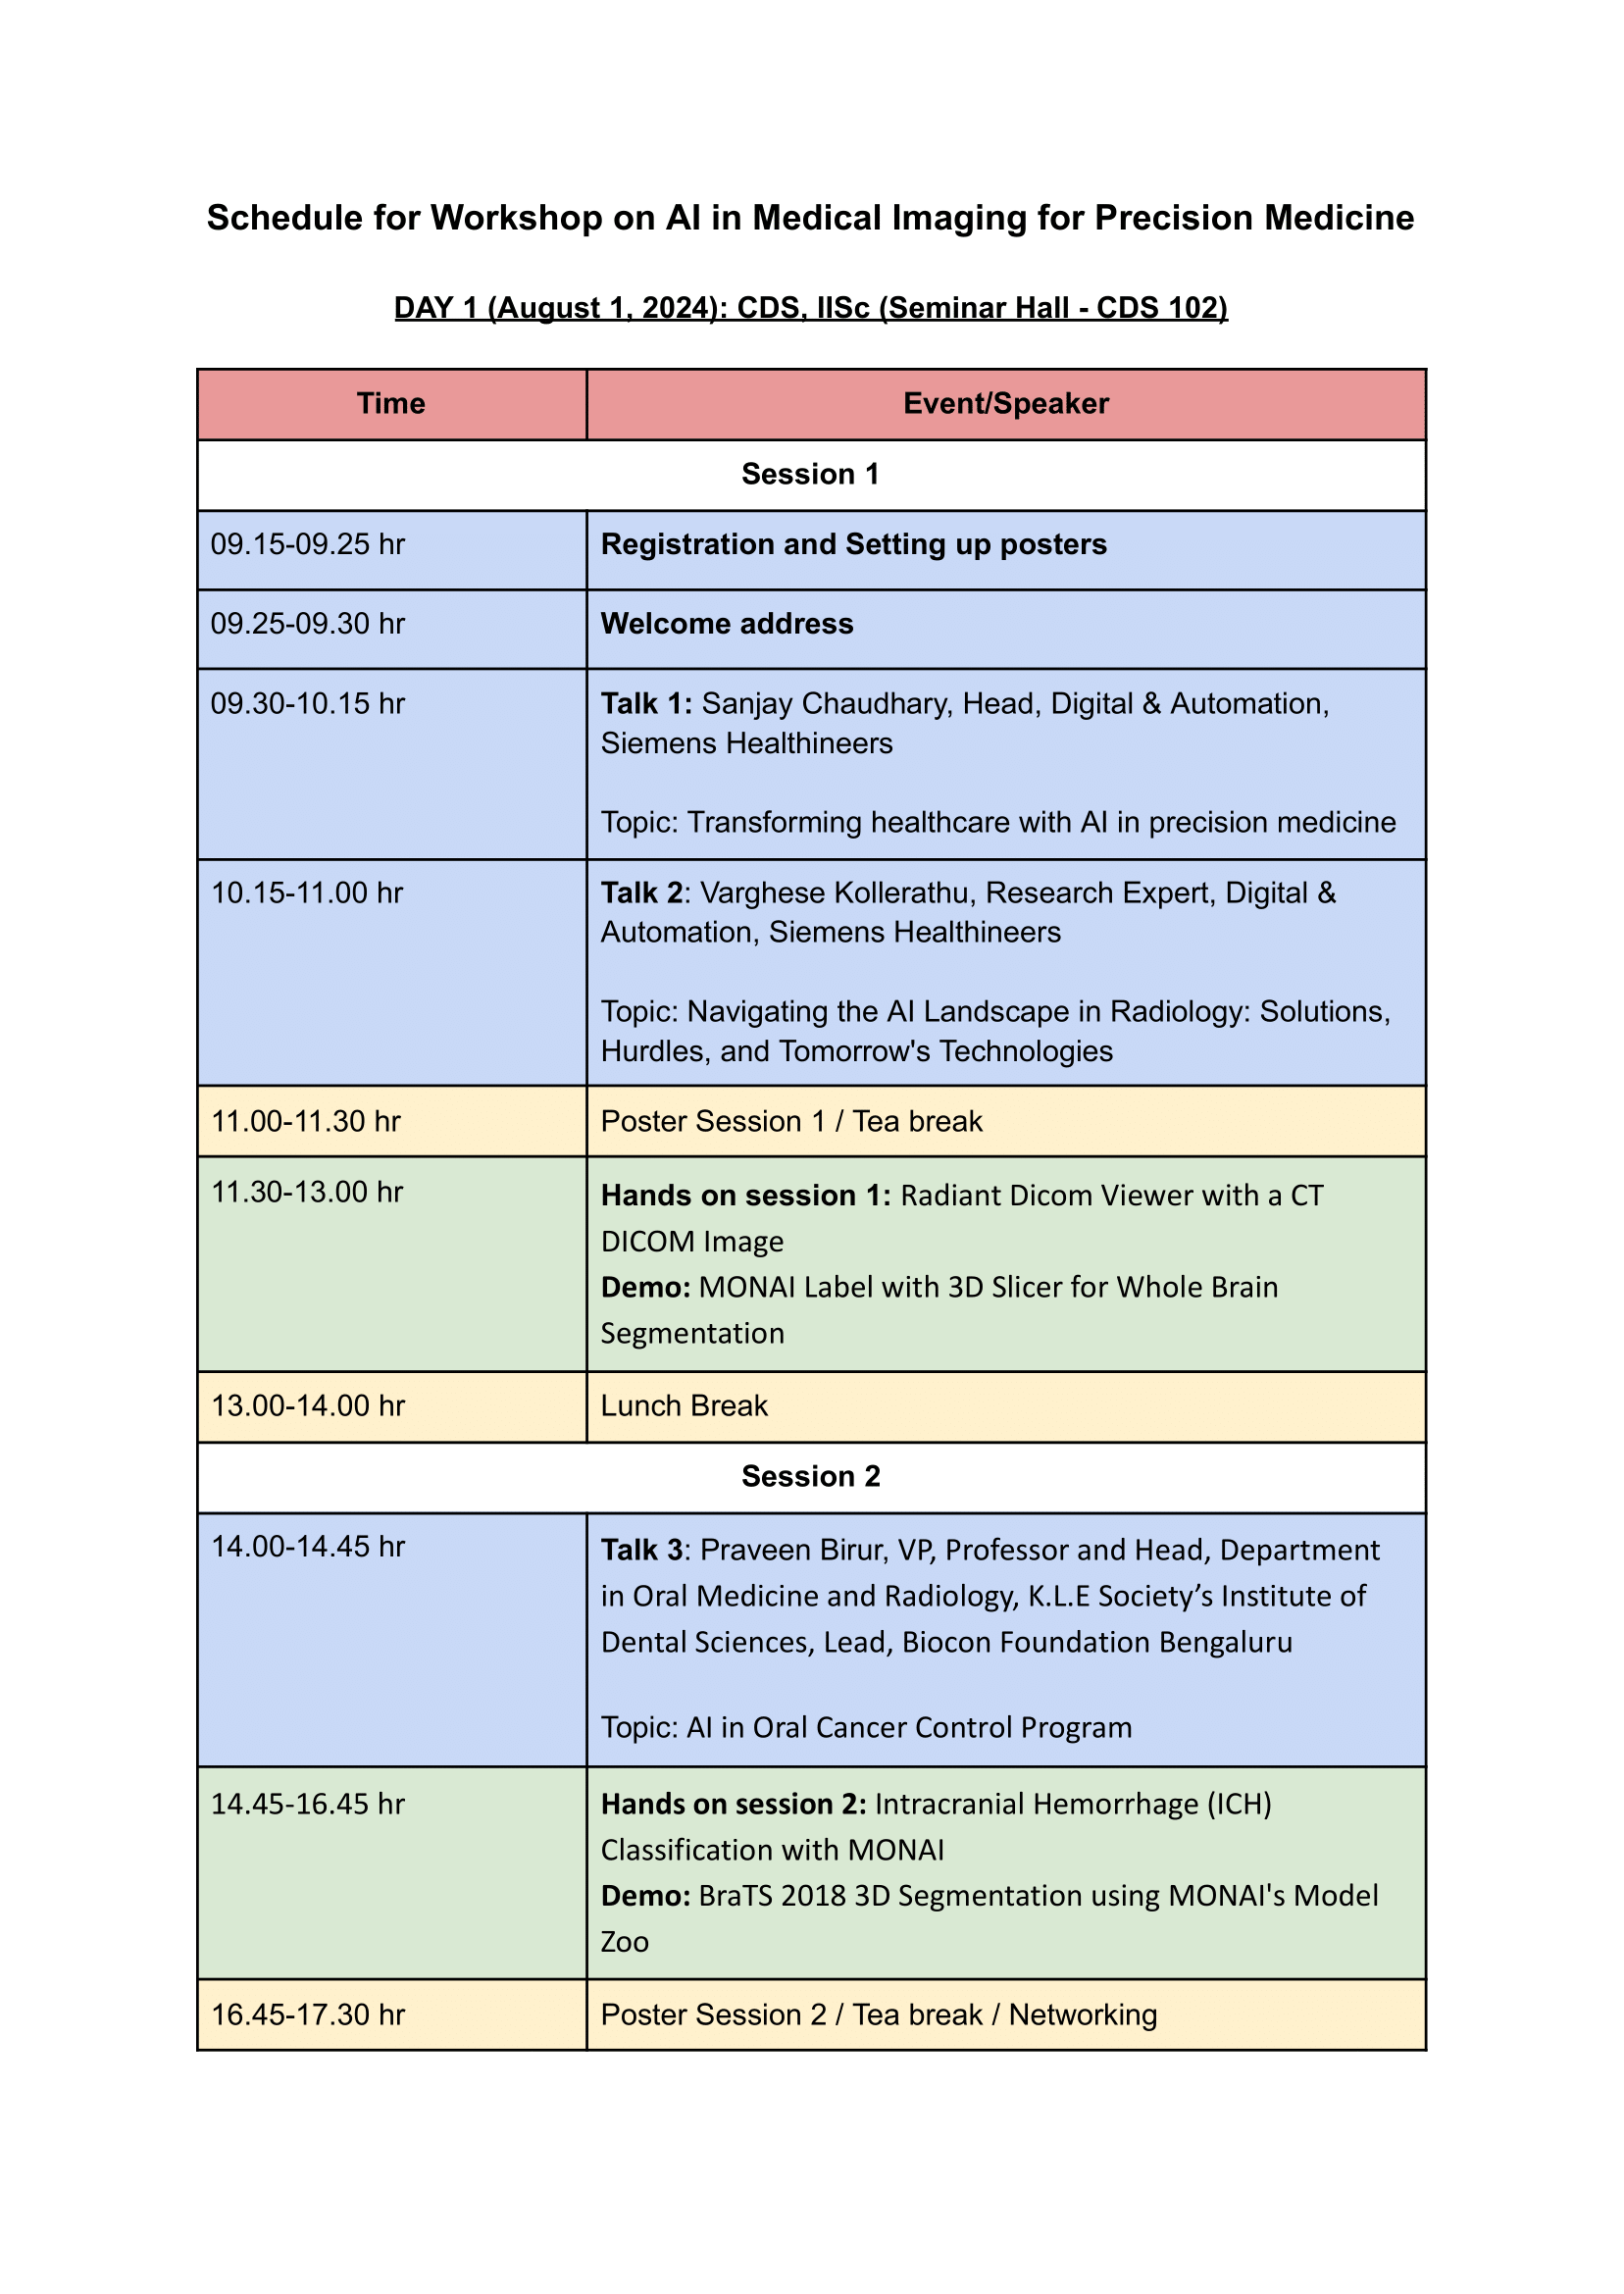 Schedule for Workshop on AI in Medical Imaging for Precision Medicine
DAY 1 (August 1, 2024): CDS, IISc (Seminar Hall - CDS 102)
Time Event/Speaker
Session 1
09.15-09.25 hr Registration and Setting up posters
09.25-09.30 hr Welcome address
09.30-10.15 hr Talk 1: Sanjay Chaudhary, Head, Digital & Automation,
Siemens Healthineers
Topic: Transforming healthcare with AI in precision medicine
10.15-11.00 hr Talk 2: Varghese Kollerathu, Research Expert, Digital &
Automation, Siemens Healthineers
Topic: Navigating the AI Landscape in Radiology: Solutions,
Hurdles, and Tomorrow's Technologies
11.00-11.30 hr Poster Session 1 / Tea break
11.30-13.00 hr Hands on session 1: Radiant Dicom Viewer with a CT
DICOM Image
Demo: MONAI Label with 3D Slicer for Whole Brain
Segmentation
13.00-14.00 hr Lunch Break
Session 2
14.00-14.45 hr Talk 3: Praveen Birur, VP, Professor and Head, Department
in Oral Medicine and Radiology, K.L.E Society’s Institute of
Dental Sciences, Lead, Biocon Foundation Bengaluru
Topic: AI in Oral Cancer Control Program
14.45-16.45 hr Hands on session 2: Intracranial Hemorrhage (ICH)
Classification with MONAI
Demo: BraTS 2018 3D Segmentation using MONAI's Model
Zoo
16.45-17.30 hr Poster Session 2 / Tea break / Networking